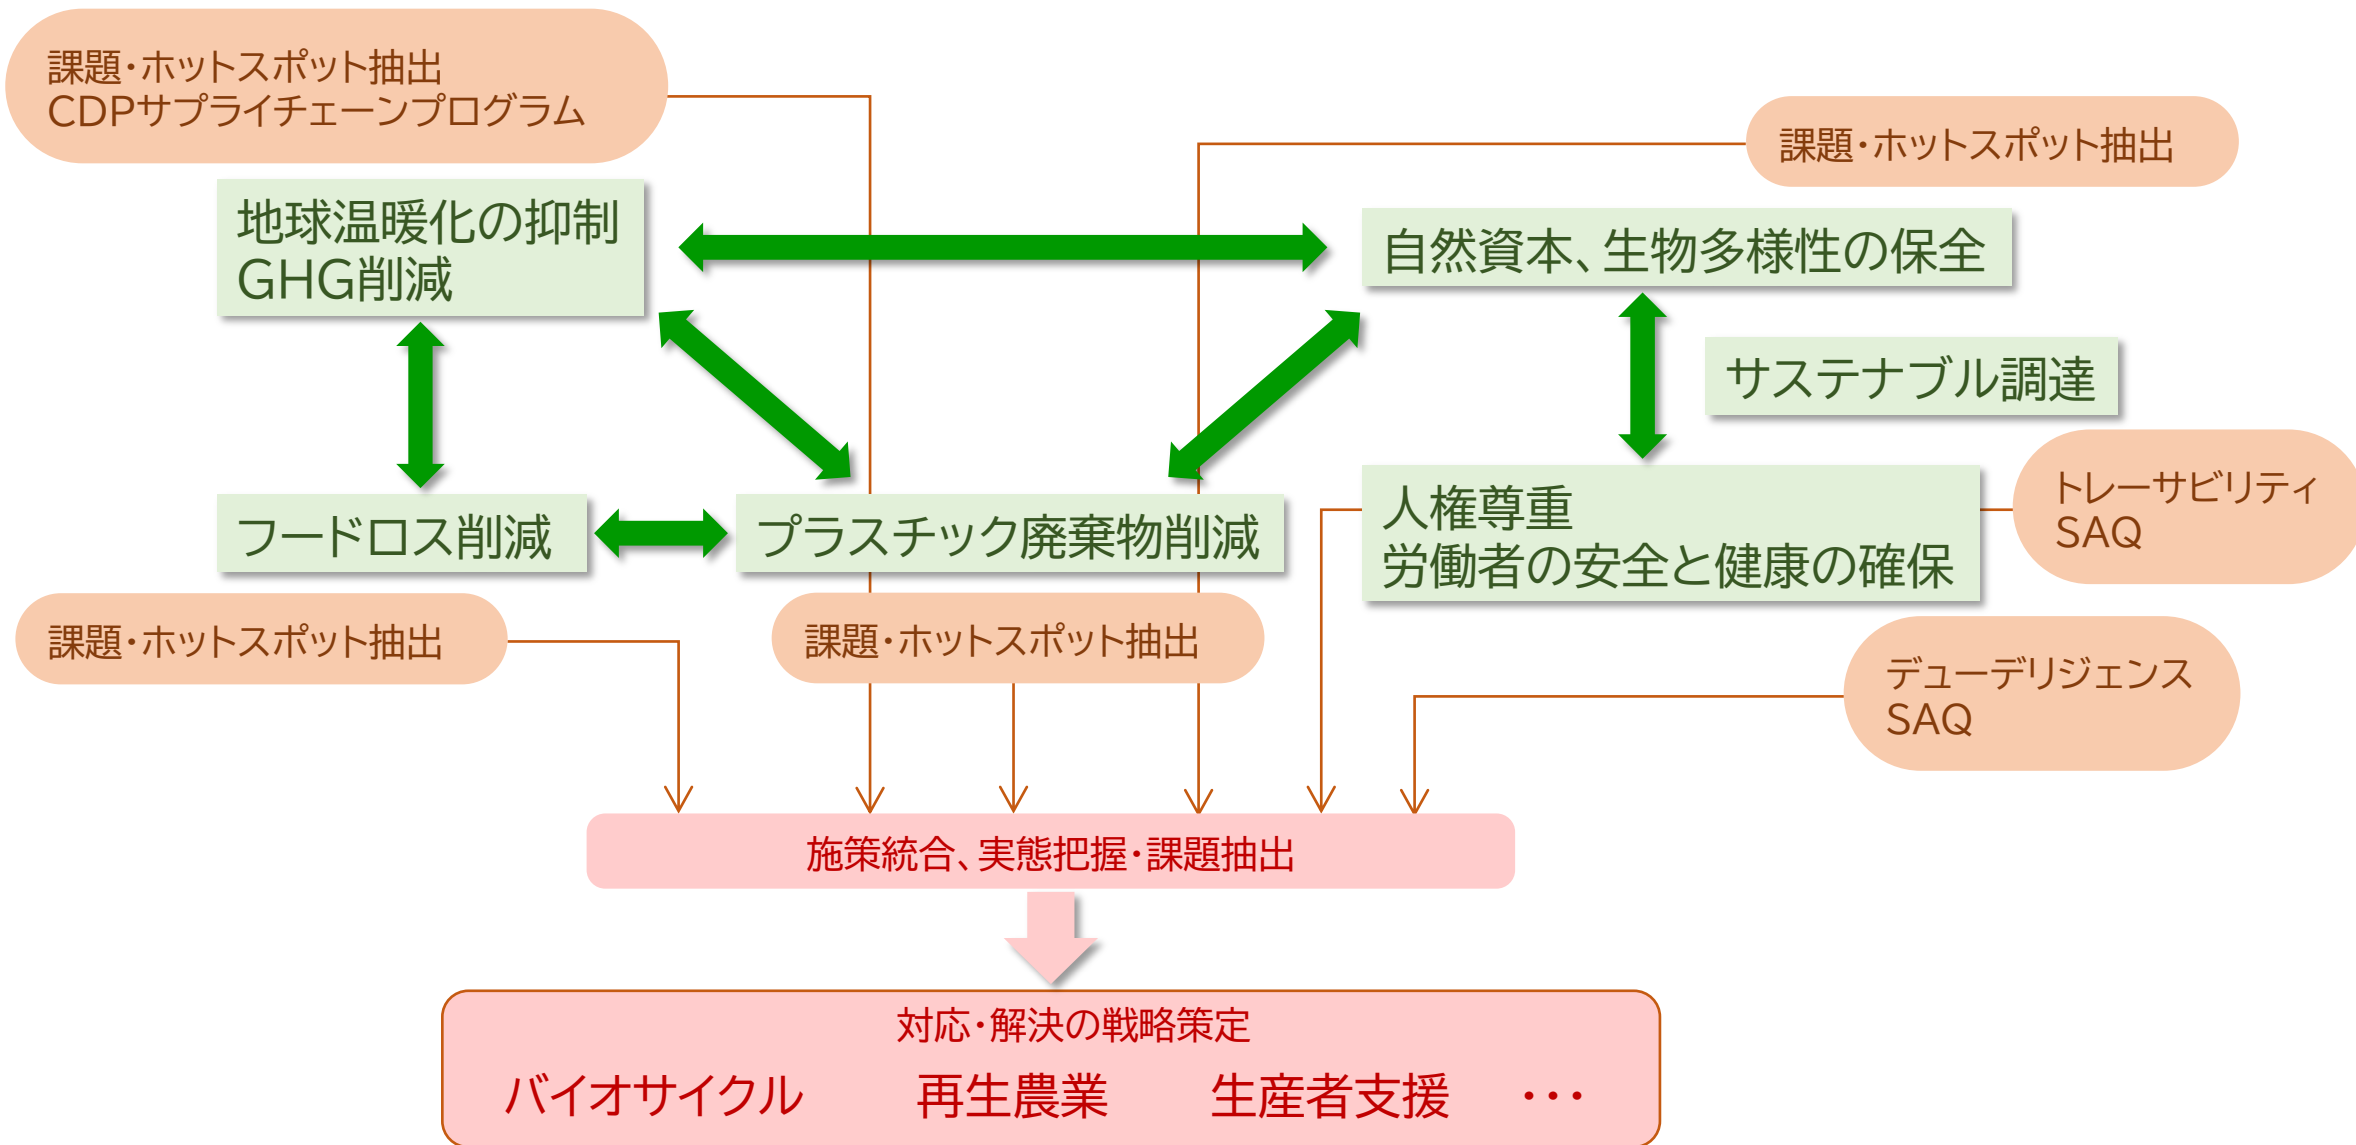 課題・ホットスポット抽出
CDPサプライチェーンプログラム
課題・ホットスポット抽出
地球温暖化の抑制
GHG削減
自然資本、生物多様性の保全
サステナブル調達
フードロス削減
プラスチック廃棄物削減
人権尊重
労働者の安全と健康の確保
トレーサビリティ
SAQ
課題・ホットスポット抽出
課題・ホットスポット抽出
デューデリジェンス
SAQ
施策統合、実態把握・課題抽出
対応・解決の戦略策定
バイオサイクル 再生農業 生産者支援 ・・・